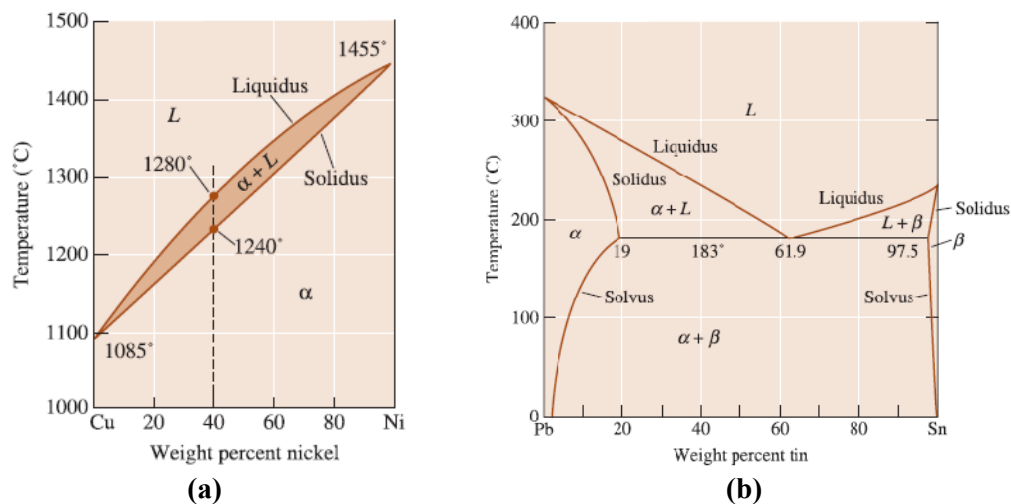 1500
1400
1300
1200
1100
1000
Temperature (°C)
1455°
Liquidus
L
1280°
α + L
Solidus
1240°
α
1085°
Cu 20 40 60 80 Ni
Weight percent nickel
(a)
400
300
200
100
0
Temperature (°C)
L
Liquidus
Solidus
α + L
Liquidus
Solidus
L + β
α
β
19 183° 61.9 97.5
Solvus
Solvus
α + β
Pb 20 40 60 80 Sn
Weight percent tin
(b)